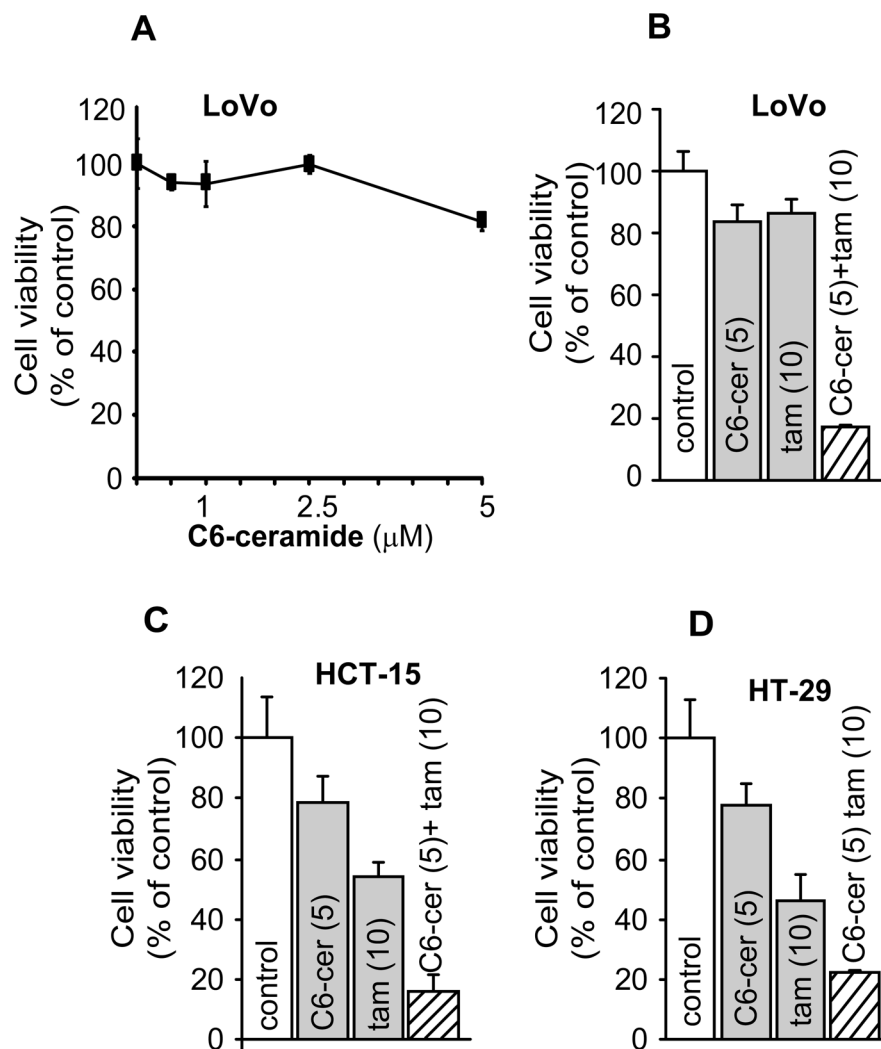 A
LoVo
Cell viability
(% of control)
120
100
80
60
40
20
0
1
2.5
5
C6-ceramide (μM)
B
LoVo
Cell viability
(% of control)
120
100
80
60
40
20
0
control
C6-cer (5)
tam (10)
C6-cer (5)+tam (10)
C
HCT-15
Cell viability
(% of control)
120
100
80
60
40
20
0
control
C6-cer (5)
tam (10)
C6-cer (5)+ tam (10)
D
HT-29
Cell viability
(% of control)
120
100
80
60
40
20
0
control
C6-cer (5)
tam (10)
C6-cer (5) tam (10)